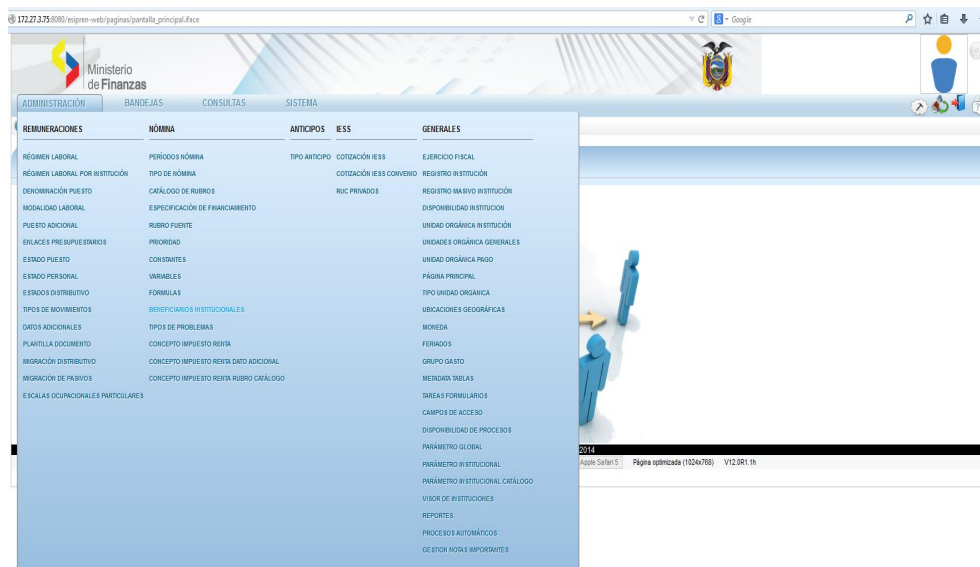 172.27.3.75:8080/esipren-web/paginas/pantalla_principal.iface
Google
Ministerio
de Finanzas
ADMINISTRACIÓN BANDEJAS CONSULTAS SISTEMA
REMUNERACIONES
RÉGIMEN LABORAL
RÉGIMEN LABORAL POR INSTITUCIÓN
DENOMINACIÓN PUESTO
MODALIDAD LABORAL
PUESTO ADICIONAL
ENLACES PRESUPUESTARIOS
ESTADO PUESTO
ESTADO PERSONAL
ESTADOS DISTRIBUTIVO
TIPOS DE MOVIMIENTOS
DATOS ADICIONALES
PLANTILLA DOCUMENTO
MIGRACIÓN DISTRIBUTIVO
MIGRACIÓN DE PASIVOS
ESCALAS OCUPACIONALES PARTICULARES
NÓMINA
PERÍODOS NÓMINA
TIPO DE NÓMINA
CATÁLOGO DE RUBROS
ESPECIFICACIÓN DE FINANCIAMIENTO
RUBRO FUENTE
PRIORIDAD
CONSTANTES
VARIABLES
FÓRMULAS
BENEFICIARIOS INSTITUCIONALES
TIPOS DE PROBLEMAS
CONCEPTO IMPUESTO RENTA
CONCEPTO IMPUESTO RENTA DATO ADICIONAL
CONCEPTO IMPUESTO RENTA RUBRO CATÁLOGO
ANTICIPOS
TIPO ANTICIPO
IESS
COTIZACIÓN IESS
COTIZACIÓN IESS CONVENIO
RUC PRIVADOS
GENERALES
EJERCICIO FISCAL
REGISTRO INSTITUCIÓN
REGISTRO MASIVO INSTITUCIÓN
DISPONIBILIDAD INSTITUCION
UNIDAD ORGÁNICA INSTITUCIÓN
UNIDADES ORGÁNICA GENERALES
UNIDAD ORGÁNICA PAGO
PÁGINA PRINCIPAL
TIPO UNIDAD ORGÁNICA
UBICACIONES GEOGRÁFICAS
MONEDA
FERIADOS
GRUPO GASTO
METADATA TABLAS
TAREAS FORMULARIOS
CAMPOS DE ACCESO
DISPONIBILIDAD DE PROCESOS
PARÁMETRO GLOBAL
PARÁMETRO INSTITUCIONAL
PARÁMETRO INSTITUCIONAL CATÁLOGO
VISOR DE INSTITUCIONES
REPORTES
PROCESOS AUTOMÁTICOS
GESTION NOTAS IMPORTANTES
2014
Apple Safari 5 Página optimizada (1024x768) V12.0R1.1h